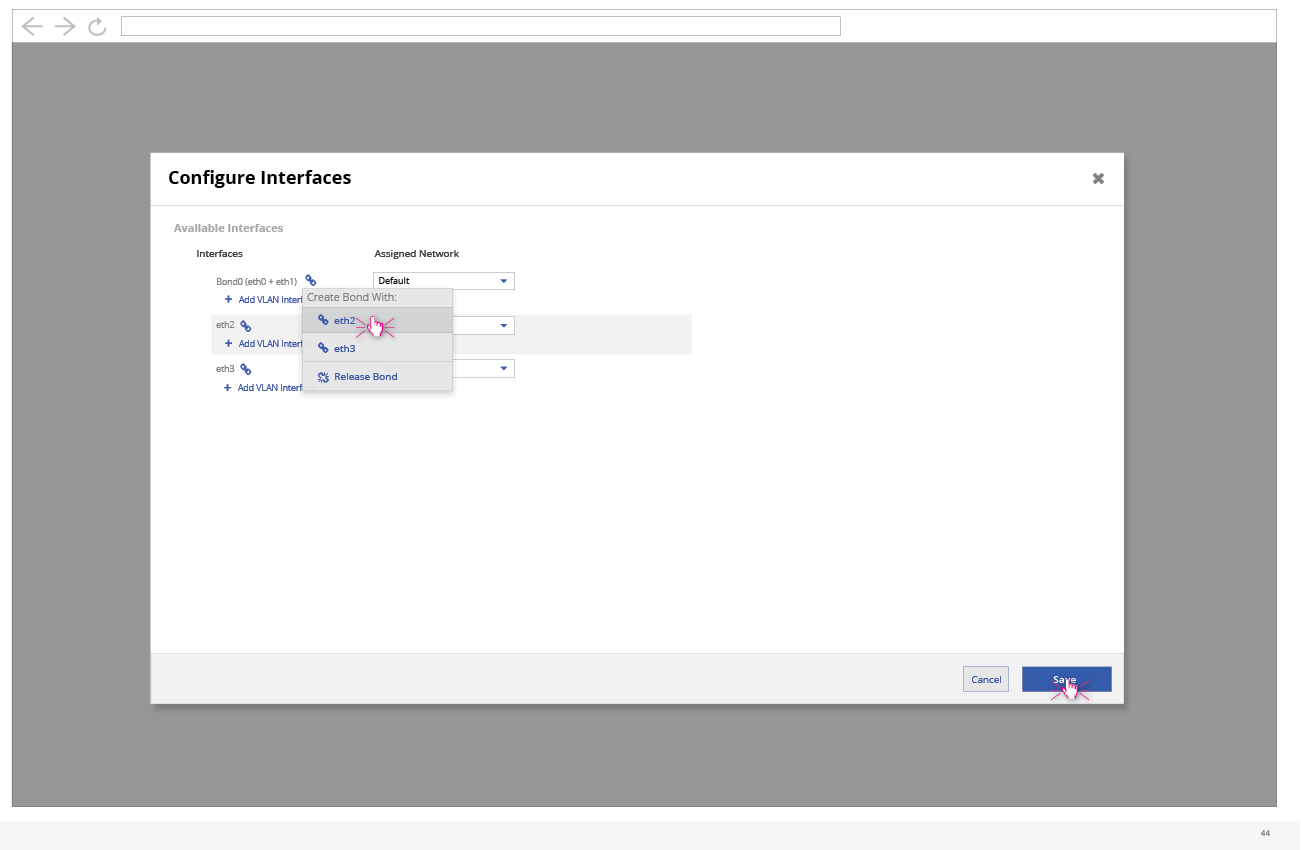 Configure Interfaces
Available Interfaces
Interfaces Assigned Network
Bond0 (eth0 + eth1) Default
+ Add VLAN Interf
Create Bond With:
eth2
eth2
+ Add VLAN Interf
eth3
eth3
Release Bond
+ Add VLAN Interf
Cancel Save
44